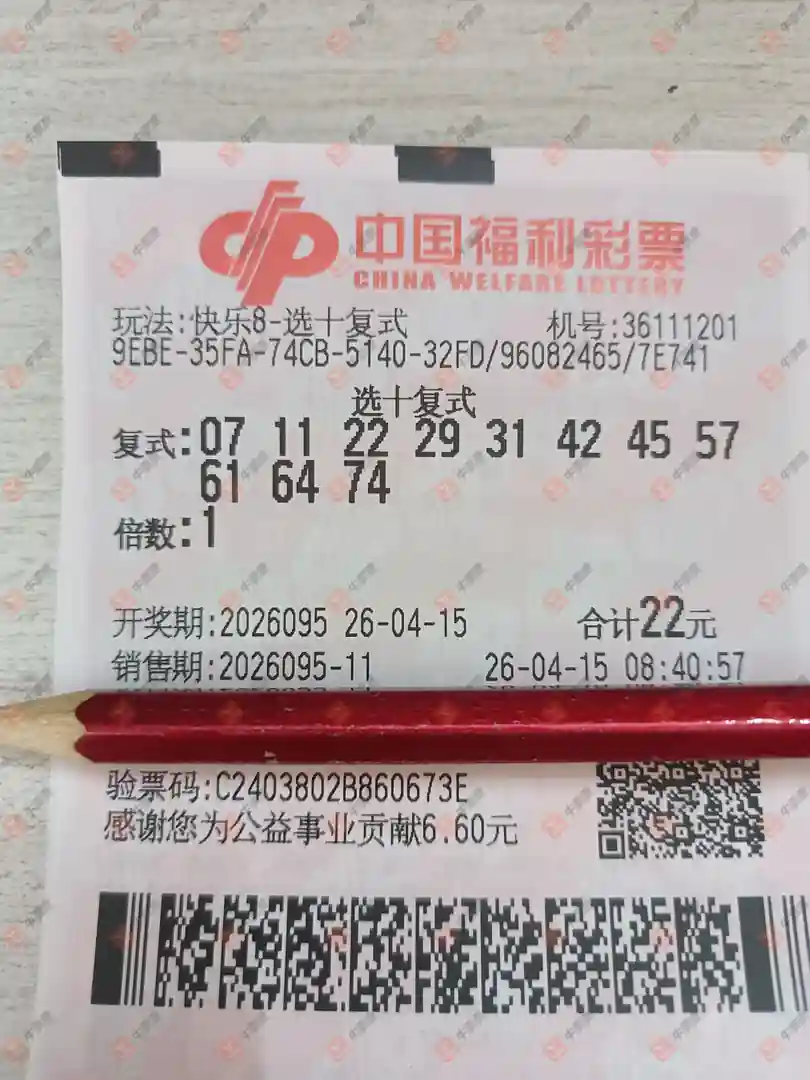 中国福利彩票
CHINA WELFARE LOTTERY
玩法:快乐8-选十复式 机号:36111201
9EBE-35FA-74CB-5140-32FD/96082465/7E741
选十复式
复式:07 11 22 29 31 42 45 57
61 64 74
倍数:1
开奖期:2026095 26-04-15 合计22元
销售期:2026095-11 26-04-15 08:40:57
验票码:C2403802B860673E
感谢您为公益事业贡献6.60元